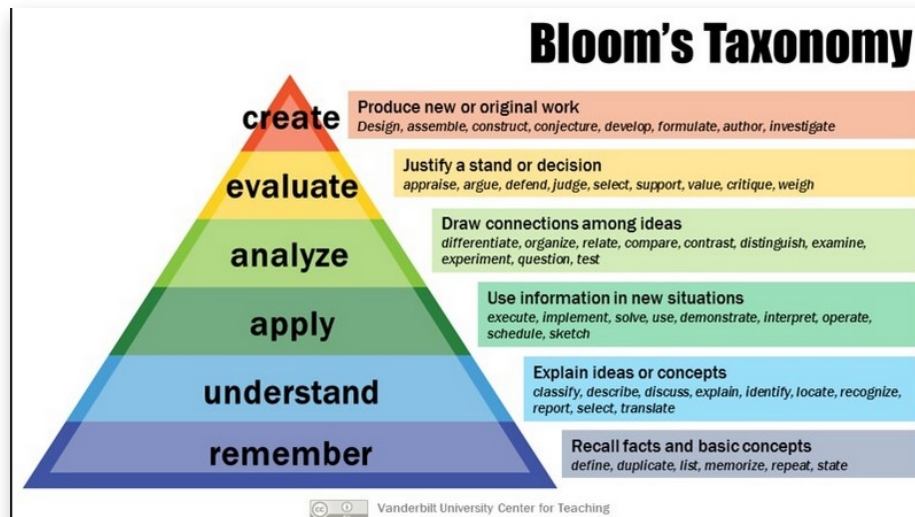 Bloom's Taxonomy
create
Produce new or original work
Design, assemble, construct, conjecture, develop, formulate, author, investigate
evaluate
Justify a stand or decision
appraise, argue, defend, judge, select, support, value, critique, weigh
analyze
Draw connections among ideas
differentiate, organize, relate, compare, contrast, distinguish, examine,
experiment, question, test
apply
Use information in new situations
execute, implement, solve, use, demonstrate, interpret, operate,
schedule, sketch
understand
Explain ideas or concepts
classify, describe, discuss, explain, identify, locate, recognize,
report, select, translate
remember
Recall facts and basic concepts
define, duplicate, list, memorize, repeat, state
cc Vanderbilt University Center for Teaching